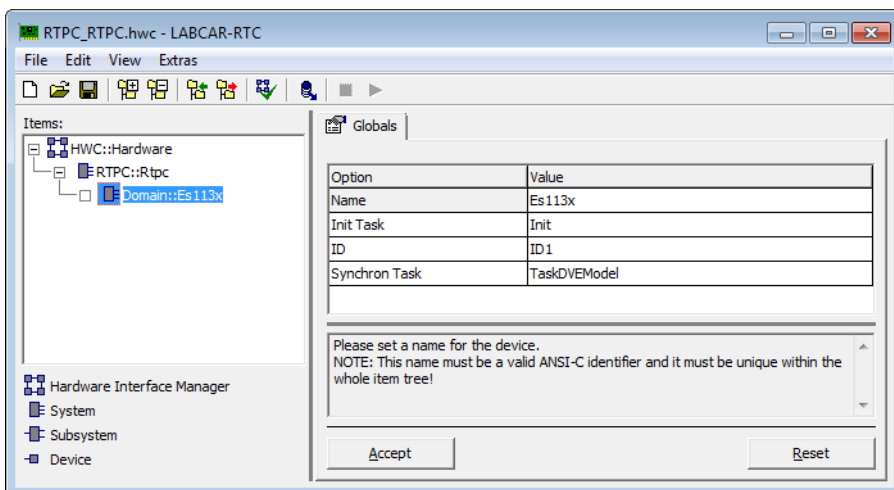 RTPC_RTPC.hwc - LABCAR-RTC
File Edit View Extras
Items:
HWC::Hardware
RTPC::Rtpc
Domain::Es113x
Hardware Interface Manager
System
Subsystem
Device
Globals
Option Value
Name Es113x
Init Task Init
ID ID1
Synchron Task TaskDVEModel
Please set a name for the device.
NOTE: This name must be a valid ANSI-C identifier and it must be unique within the
whole item tree!
Accept Reset